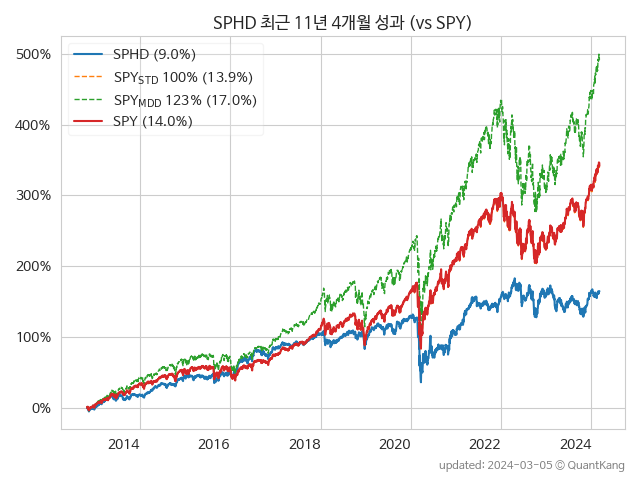 SPHD 최근 11년 4개월 성과 (vs SPY)
SPHD (9.0%)
SPY_STD 100% (13.9%)
SPY_MDD 123% (17.0%)
SPY (14.0%)
500%
400%
300%
200%
100%
0%
2014 2016 2018 2020 2022 2024
updated: 2024-03-05 © QuantKang